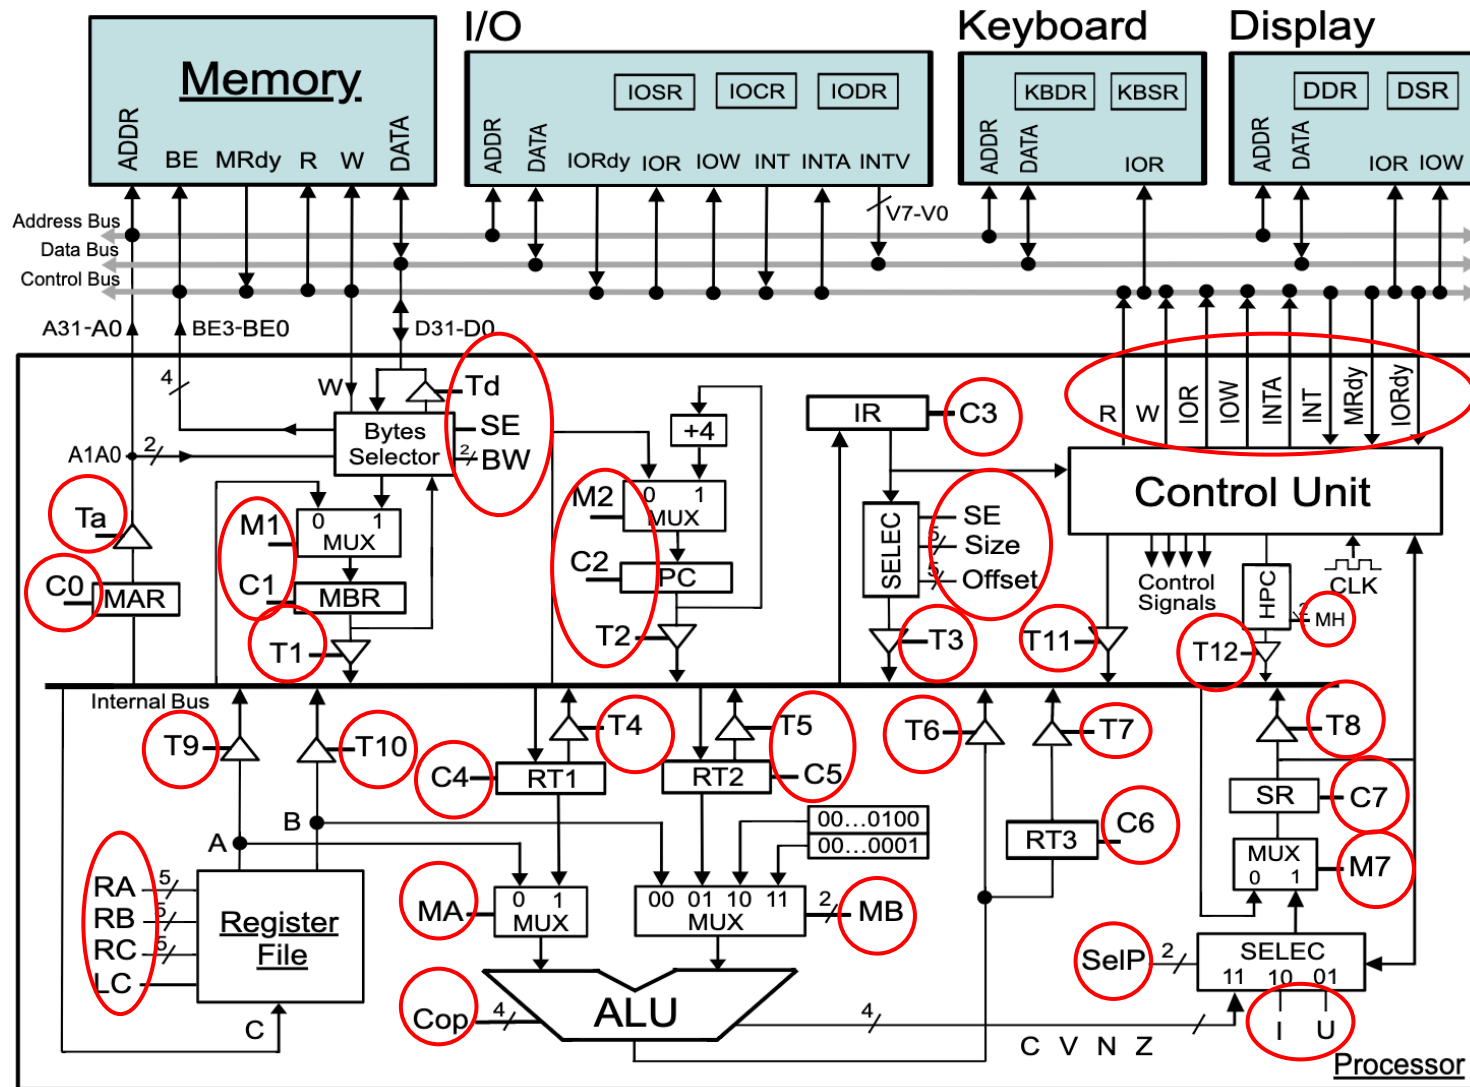 I/O
Keyboard
Display
Memory
IOSR
IOCR
IODR
KBDR
KBSR
DDR
DSR
ADDR
BE
MRdy
R
W
DATA
ADDR
DATA
IORdy
IOR
IOW
INT
INTA
INTV
ADDR
DATA
IOR
ADDR
DATA
IOR
IOW
V7-V0
Address Bus
Data Bus
Control Bus
A31-A0
BE3-BE0
D31-D0
4
W
Td
SE
2
BW
Bytes
Selector
A1A0
2
+4
IR
C3
R
W
IOR
IOW
INTA
INT
MRdy
IORdy
Control Unit
Ta
M1
0 1
MUX
M2
0 1
MUX
SELEC
SE
5
Size
5
Offset
C0
MAR
C1
MBR
C2
PC
Control
Signals
HPC
CLK
2
MH
T1
T2
T3
T11
T12
Internal Bus
T9
T10
T4
T5
T6
T7
T8
C4
RT1
RT2
C5
SR
C7
A
B
00...0100
00...0001
RT3
C6
MUX
0 1
M7
RA
5
RB
5
RC
5
LC
Register
File
MA
0 1
MUX
00 01 10 11
MUX
2
MB
SelP
2
SELEC
11 10 01
C
Cop
4
ALU
4
C V N Z
I U
Processor